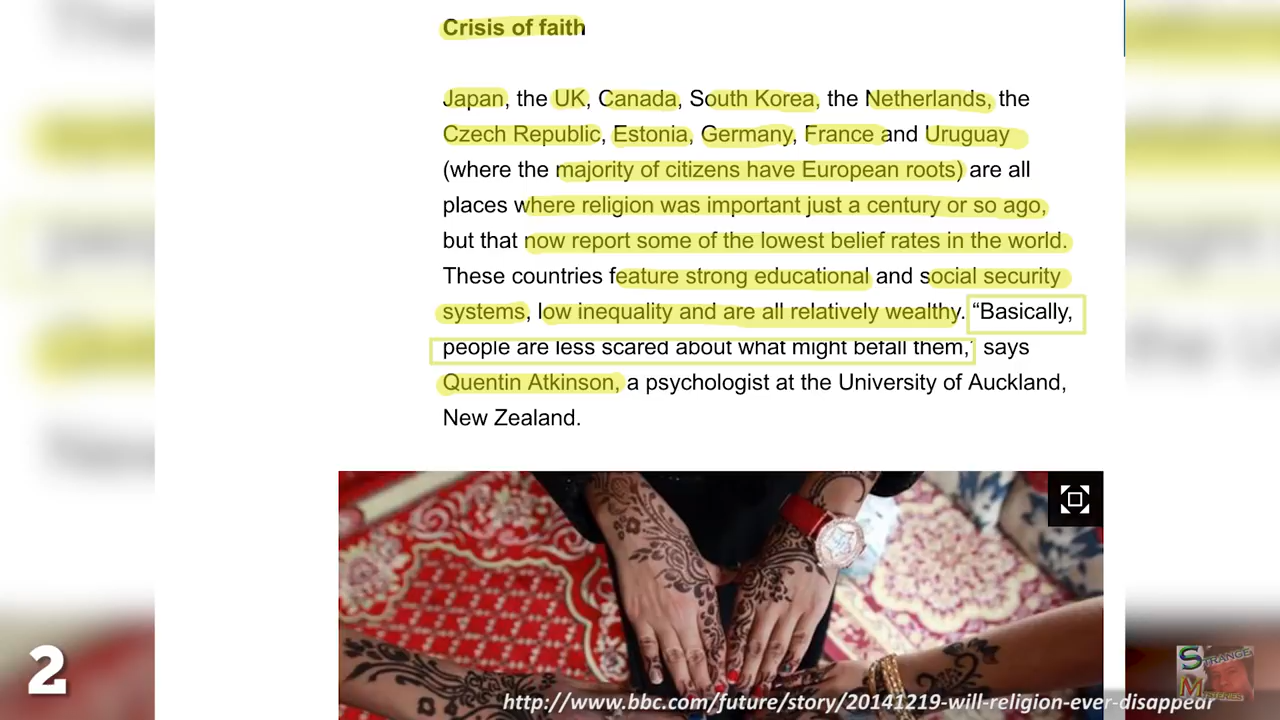 Crisis of faith
Japan, the UK, Canada, South Korea, the Netherlands, the
Czech Republic, Estonia, Germany, France and Uruguay
(where the majority of citizens have European roots) are all
places where religion was important just a century or so ago,
but that now report some of the lowest belief rates in the world.
These countries feature strong educational and social security
systems, low inequality and are all relatively wealthy. “Basically,
people are less scared about what might befall them,” says
Quentin Atkinson, a psychologist at the University of Auckland,
New Zealand.
2
STRANGE
MYSTERIES
http://www.bbc.com/future/story/20141219-will-religion-ever-disappear